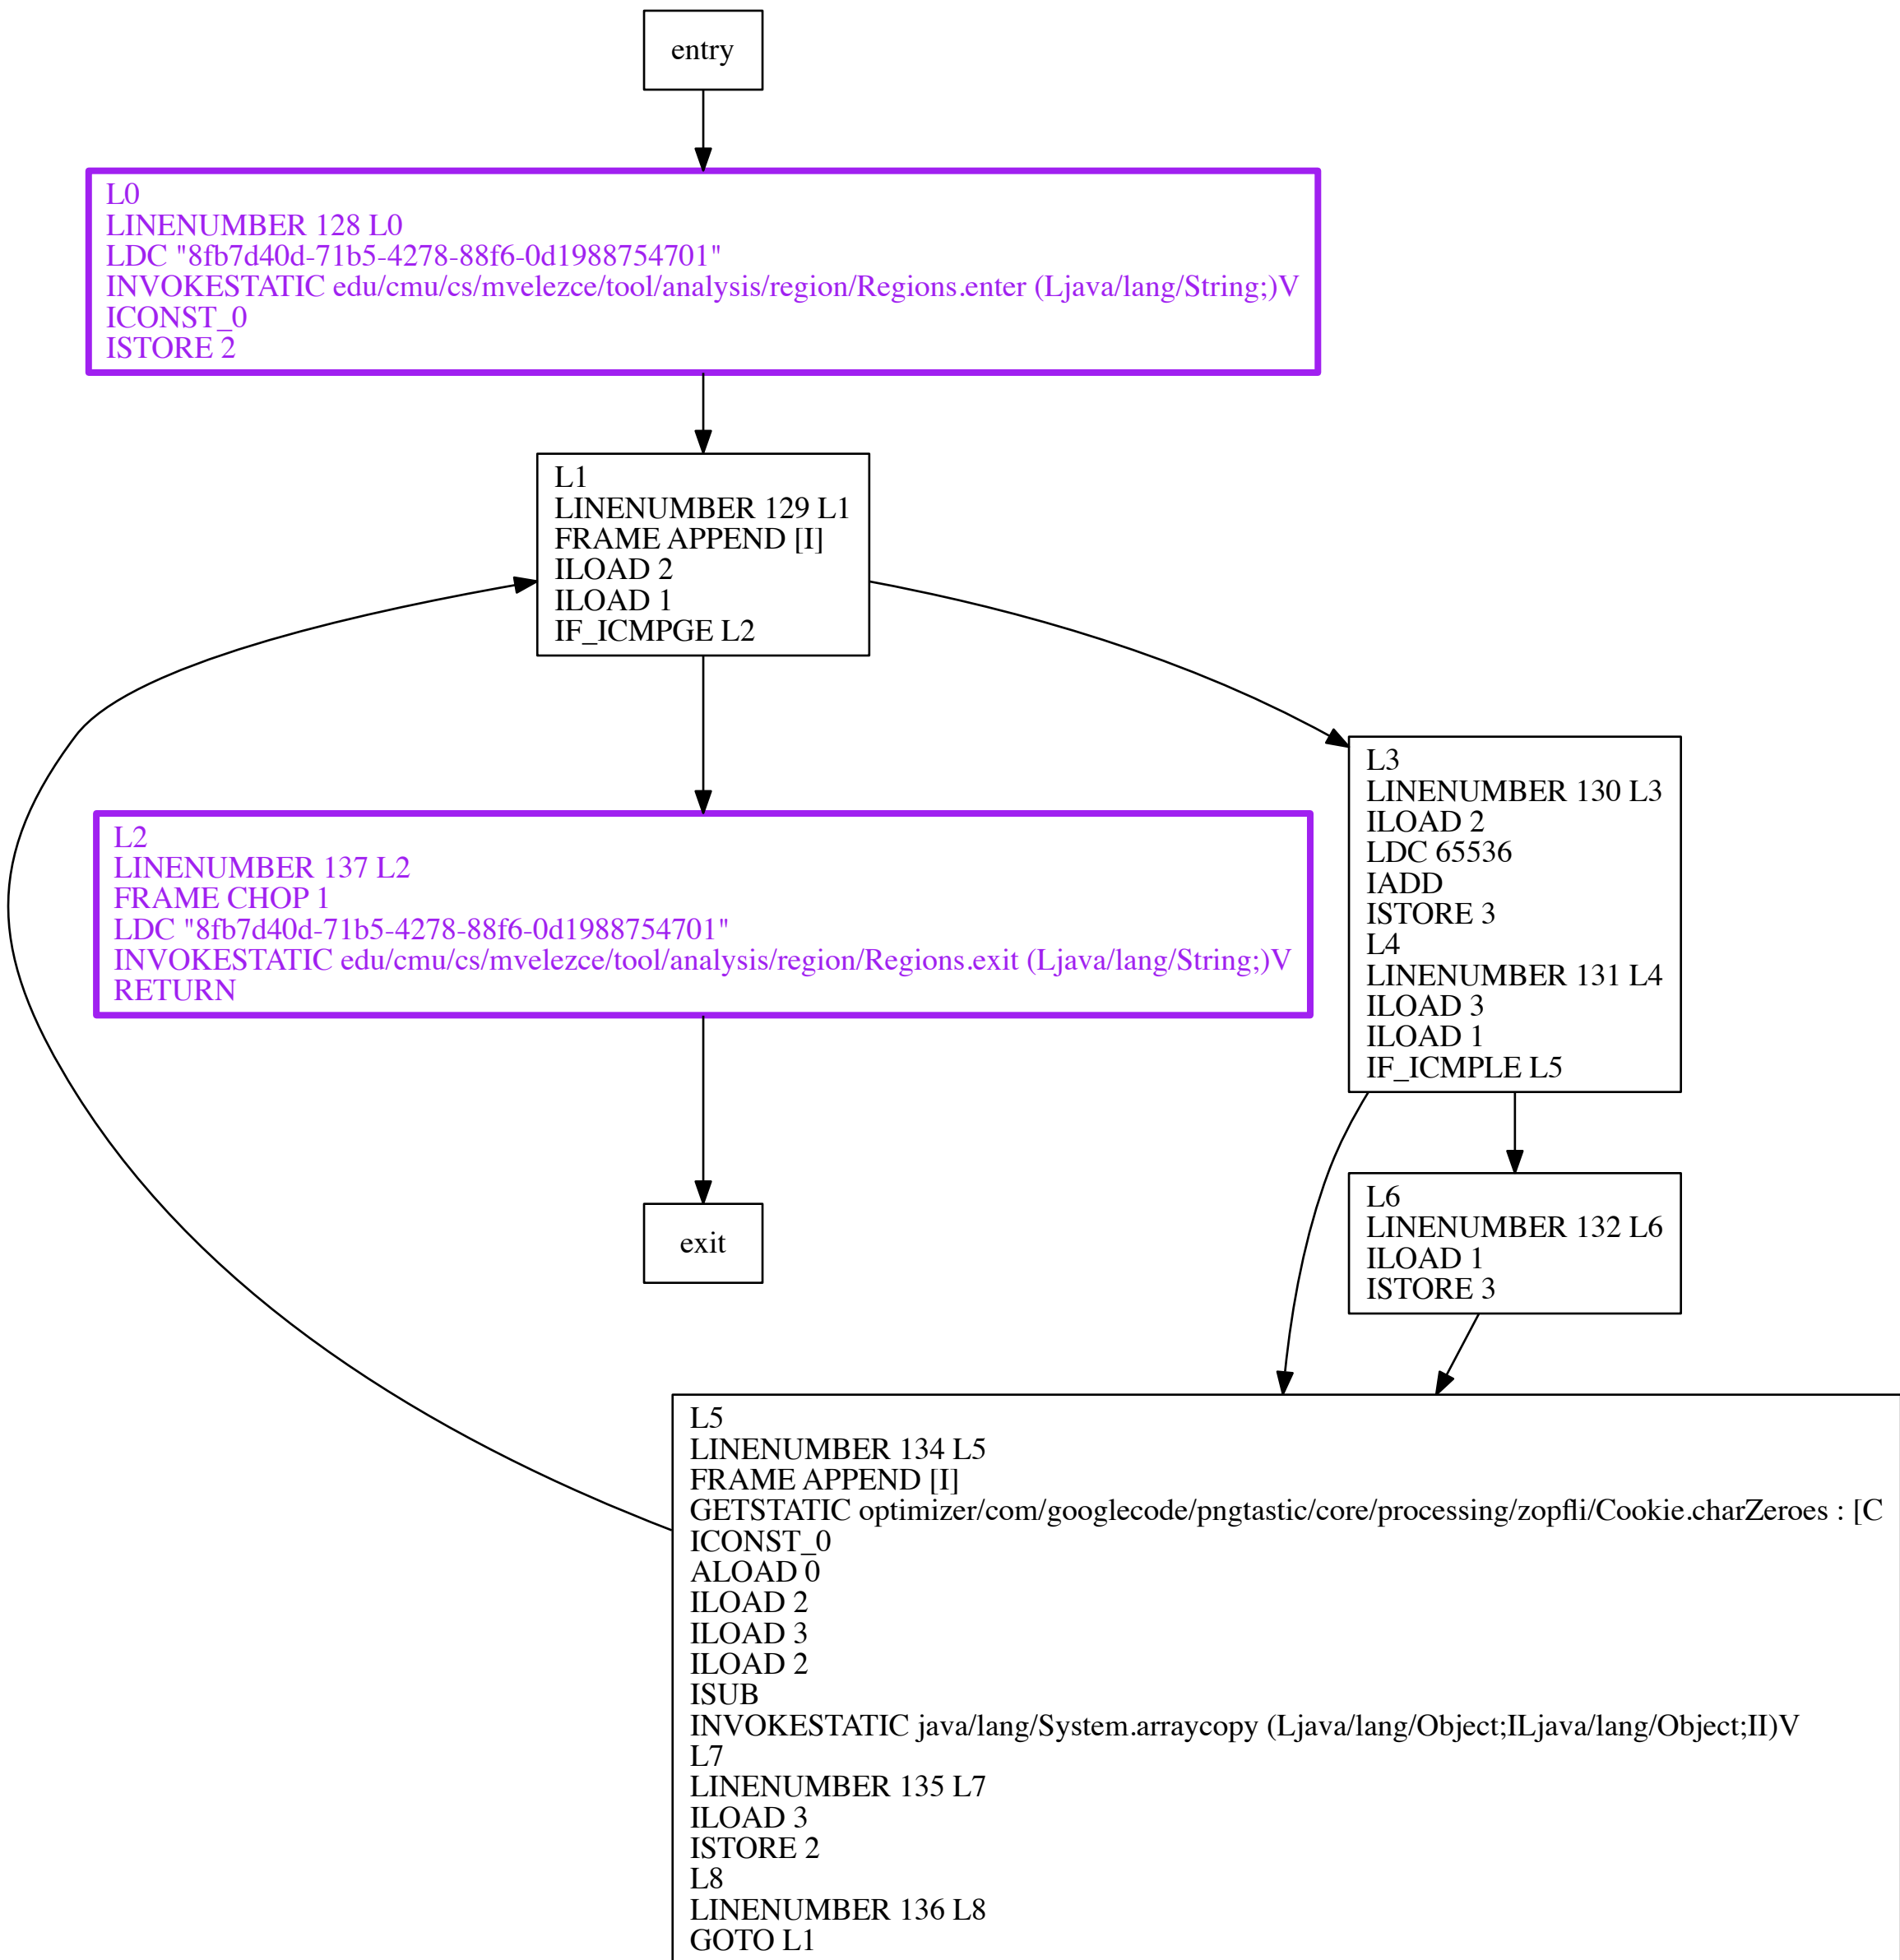 entry
L0
LINENUMBER 128 L0
LDC "8fb7d40d-71b5-4278-88f6-0d1988754701"
INVOKESTATIC edu/cmu/cs/mvelezce/tool/analysis/region/Regions.enter (Ljava/lang/String;)V
ICONST_0
ISTORE 2
L1
LINENUMBER 129 L1
FRAME APPEND [I]
ILOAD 2
ILOAD 1
IF_ICMPGE L2
L2
LINENUMBER 137 L2
FRAME CHOP 1
LDC "8fb7d40d-71b5-4278-88f6-0d1988754701"
INVOKESTATIC edu/cmu/cs/mvelezce/tool/analysis/region/Regions.exit (Ljava/lang/String;)V
RETURN
L3
LINENUMBER 130 L3
ILOAD 2
LDC 65536
IADD
ISTORE 3
L4
LINENUMBER 131 L4
ILOAD 3
ILOAD 1
IF_ICMPLE L5
L6
LINENUMBER 132 L6
ILOAD 1
ISTORE 3
exit
L5
LINENUMBER 134 L5
FRAME APPEND [I]
GETSTATIC optimizer/com/googlecode/pngtastic/core/processing/zopfli/Cookie.charZeroes : [C
ICONST_0
ALOAD 0
ILOAD 2
ILOAD 3
ILOAD 2
ISUB
INVOKESTATIC java/lang/System.arraycopy (Ljava/lang/Object;ILjava/lang/Object;II)V
L7
LINENUMBER 135 L7
ILOAD 3
ISTORE 2
L8
LINENUMBER 136 L8
GOTO L1